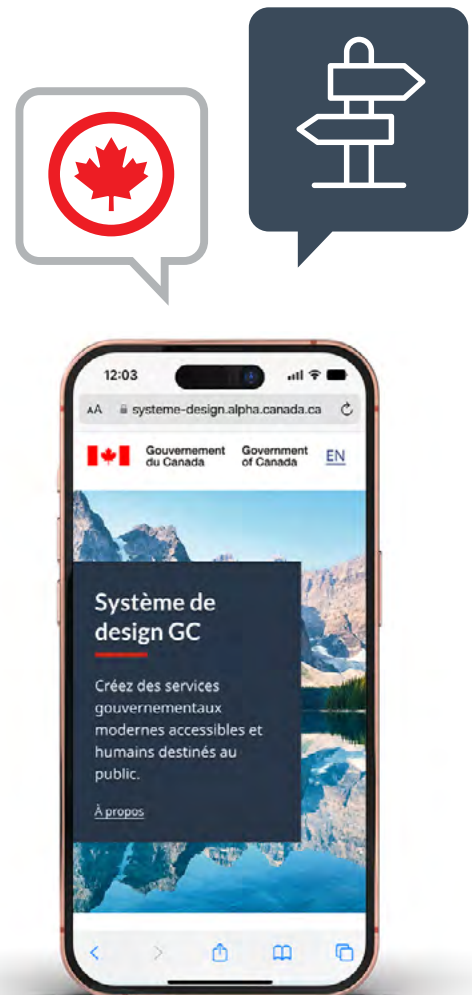 12:03
AA systeme-design.alpha.canada.ca
Gouvernement Government
du Canada of Canada
EN
Système de
design GC
Créez des services
gouvernementaux
modernes accessibles et
humains destinés au
public.
À propos